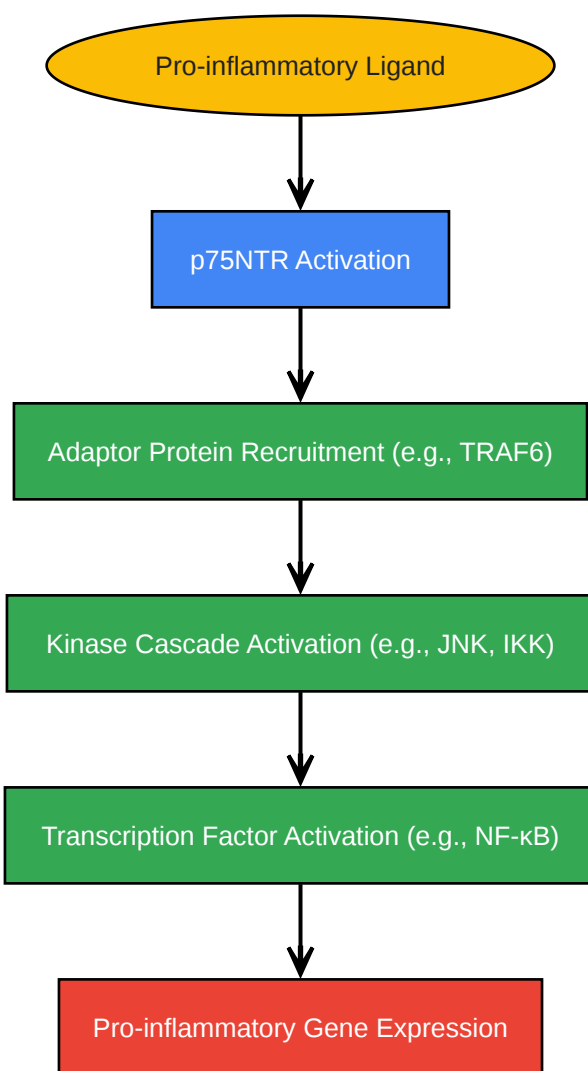 Pro-inflammatory Ligand
p75NTR Activation
Adaptor Protein Recruitment (e.g., TRAF6)
Kinase Cascade Activation (e.g., JNK, IKK)
Transcription Factor Activation (e.g., NF-κB)
Pro-inflammatory Gene Expression